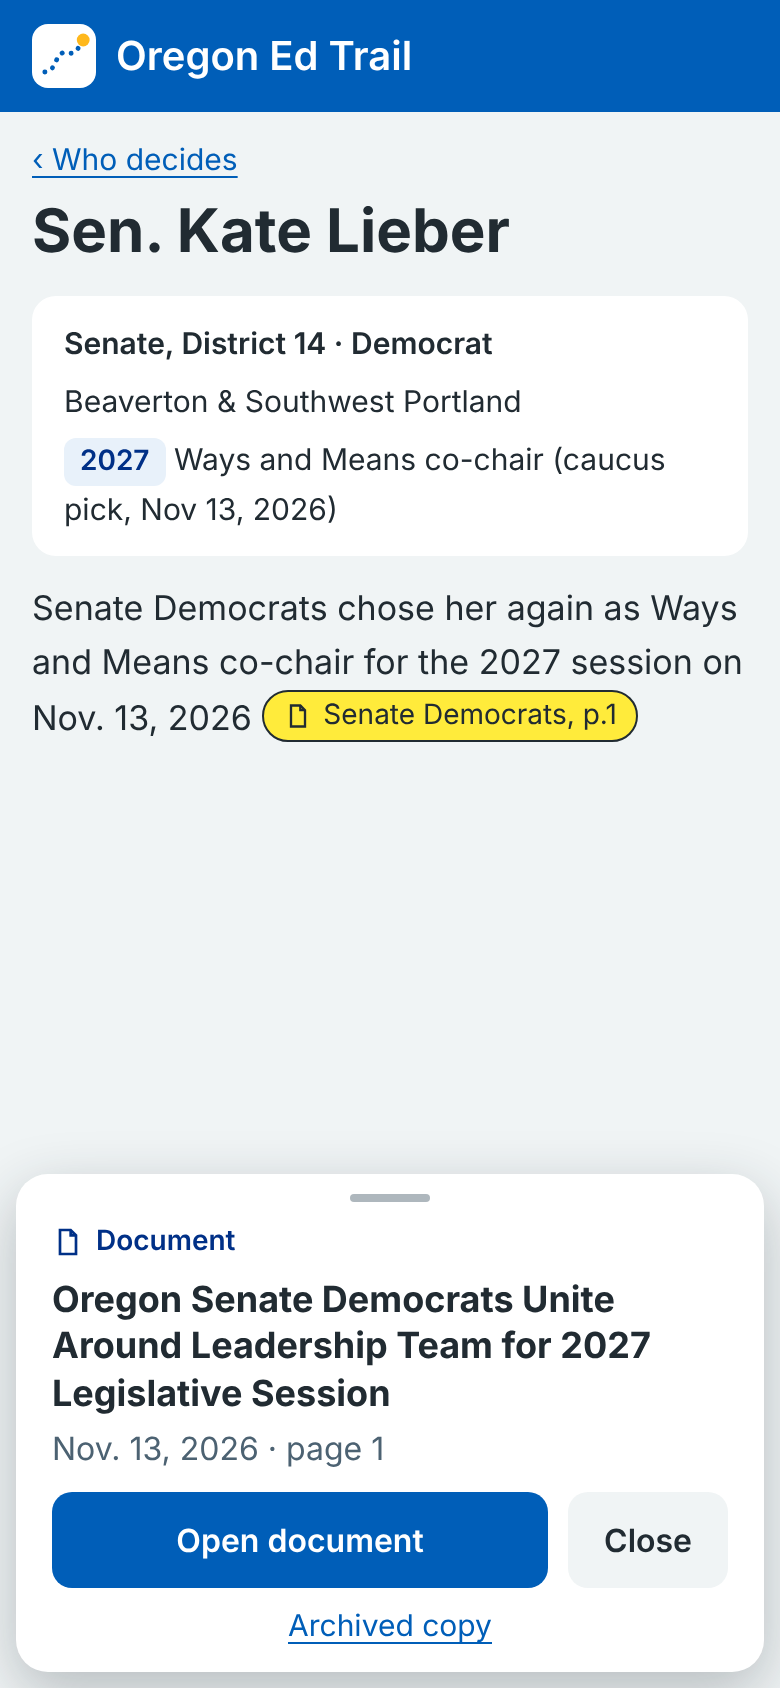 Oregon Ed Trail
‹ Who decides
Sen. Kate Lieber
Senate, District 14 · Democrat
Beaverton & Southwest Portland
2027 Ways and Means co-chair (caucus
pick, Nov 13, 2026)
Senate Democrats chose her again as Ways
and Means co-chair for the 2027 session on
Nov. 13, 2026 Senate Democrats, p.1
Document
Oregon Senate Democrats Unite
Around Leadership Team for 2027
Legislative Session
Nov. 13, 2026 · page 1
Open document Close
Archived copy